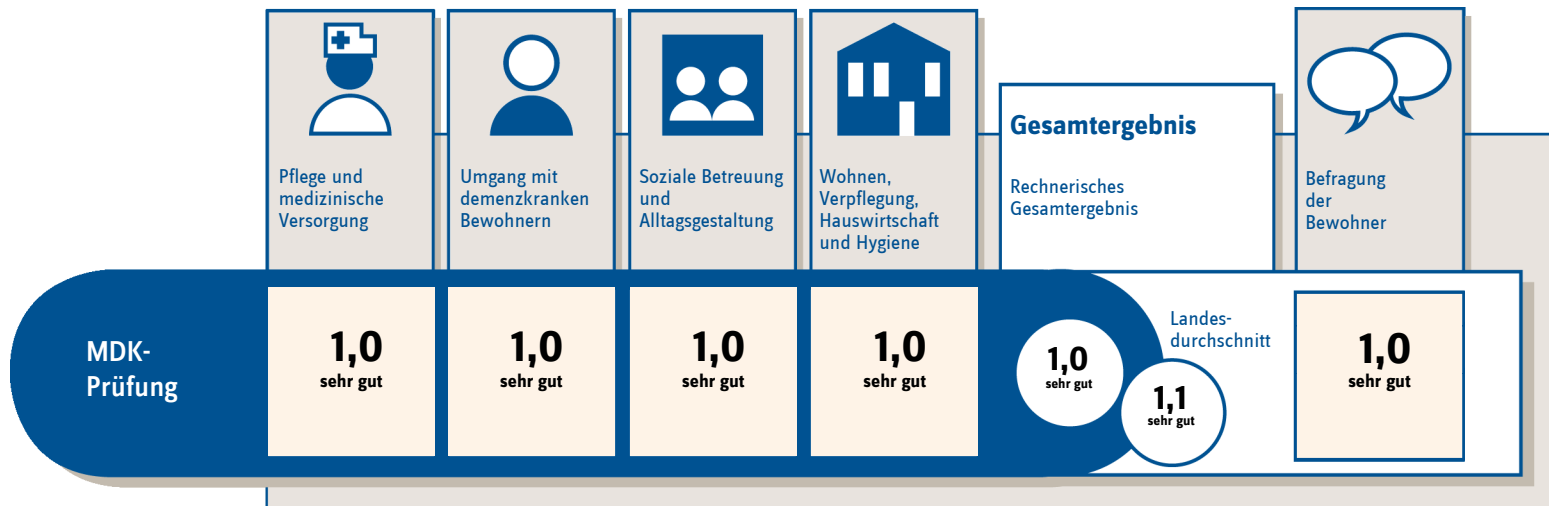 Pflege und
medizinische
Versorgung
Umgang mit
demenzkranken
Bewohnern
Soziale Betreuung
und
Alltagsgestaltung
Wohnen,
Verpflegung,
Hauswirtschaft
und Hygiene
Gesamtergebnis
Rechnerisches
Gesamtergebnis
Befragung
der
Bewohner
MDK-
Prüfung
1,0
sehr gut
1,0
sehr gut
1,0
sehr gut
1,0
sehr gut
1,0
sehr gut
Landes-
durchschnitt
1,1
sehr gut
1,0
sehr gut